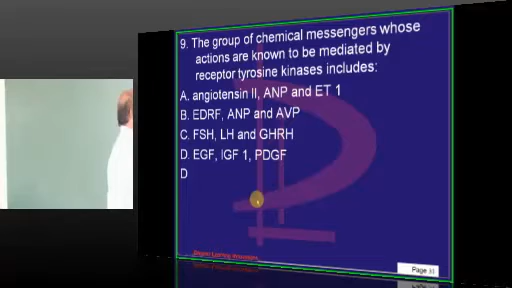 9. The group of chemical messengers whose
actions are known to be mediated by
receptor tyrosine kinases includes:
A. angiotensin II, ANP and ET 1
B. EDRF, ANP and AVP
C. FSH, LH and GHRH
D. EGF, IGF 1, PDGF
D
Page